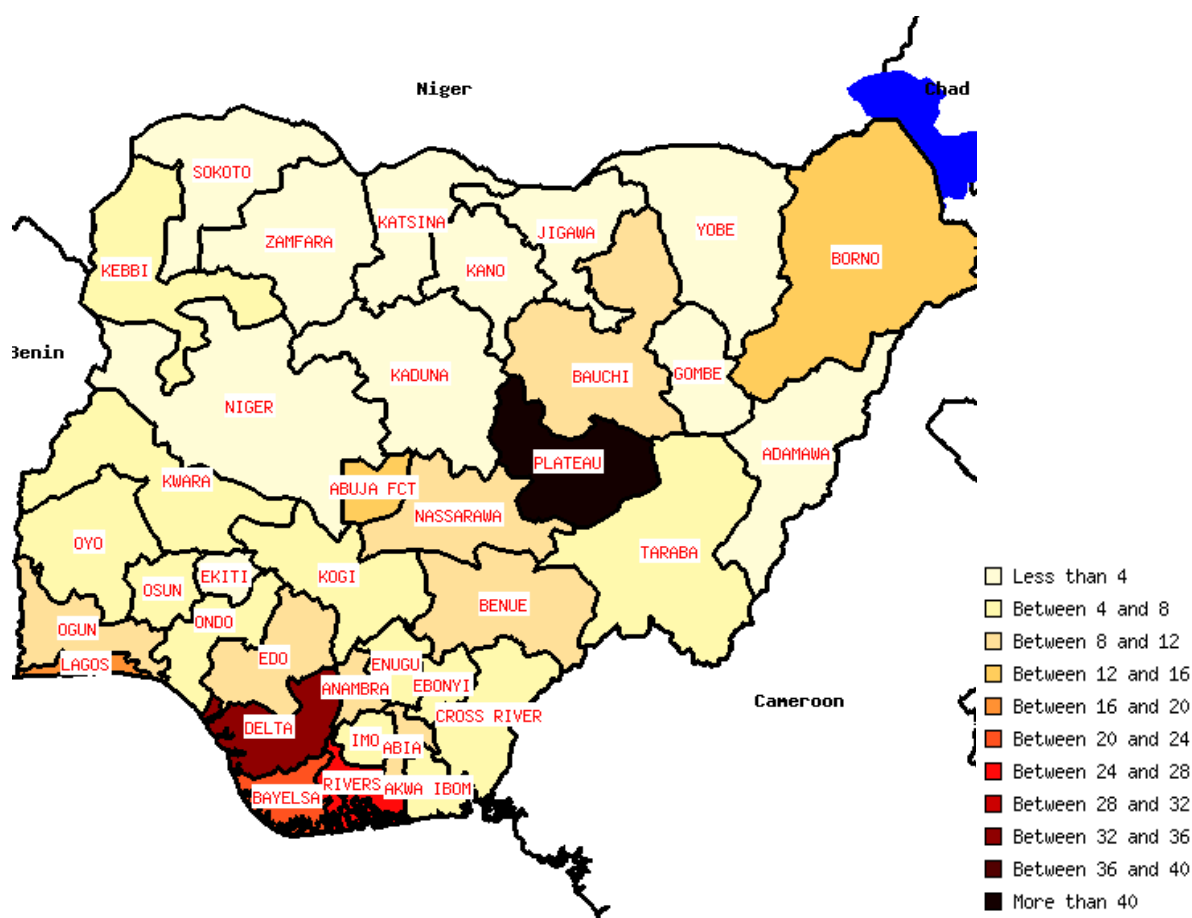 Niger
Chad
SOKOTO
KATSINA
JIGAWA
YOBE
ZAMFARA
KEBBI
KANO
BORNO
Benin
KADUNA
BAUCHI
GOMBE
NIGER
ADAMAWA
PLATEAU
KWARA
ABUJA FCT
NASSARAWA
OYO
TARABA
EKITI
KOGI
OSUN
BENUE
ONDO
OGUN
EDO
LAGOS
ENUGU
ANAMBRA
EBONYI
CROSS RIVER
Cameroon
DELTA
IMO
ABIA
RIVERS
AKWA IBOM
BAYELSA
Less than 4
Between 4 and 8
Between 8 and 12
Between 12 and 16
Between 16 and 20
Between 20 and 24
Between 24 and 28
Between 28 and 32
Between 32 and 36
Between 36 and 40
More than 40